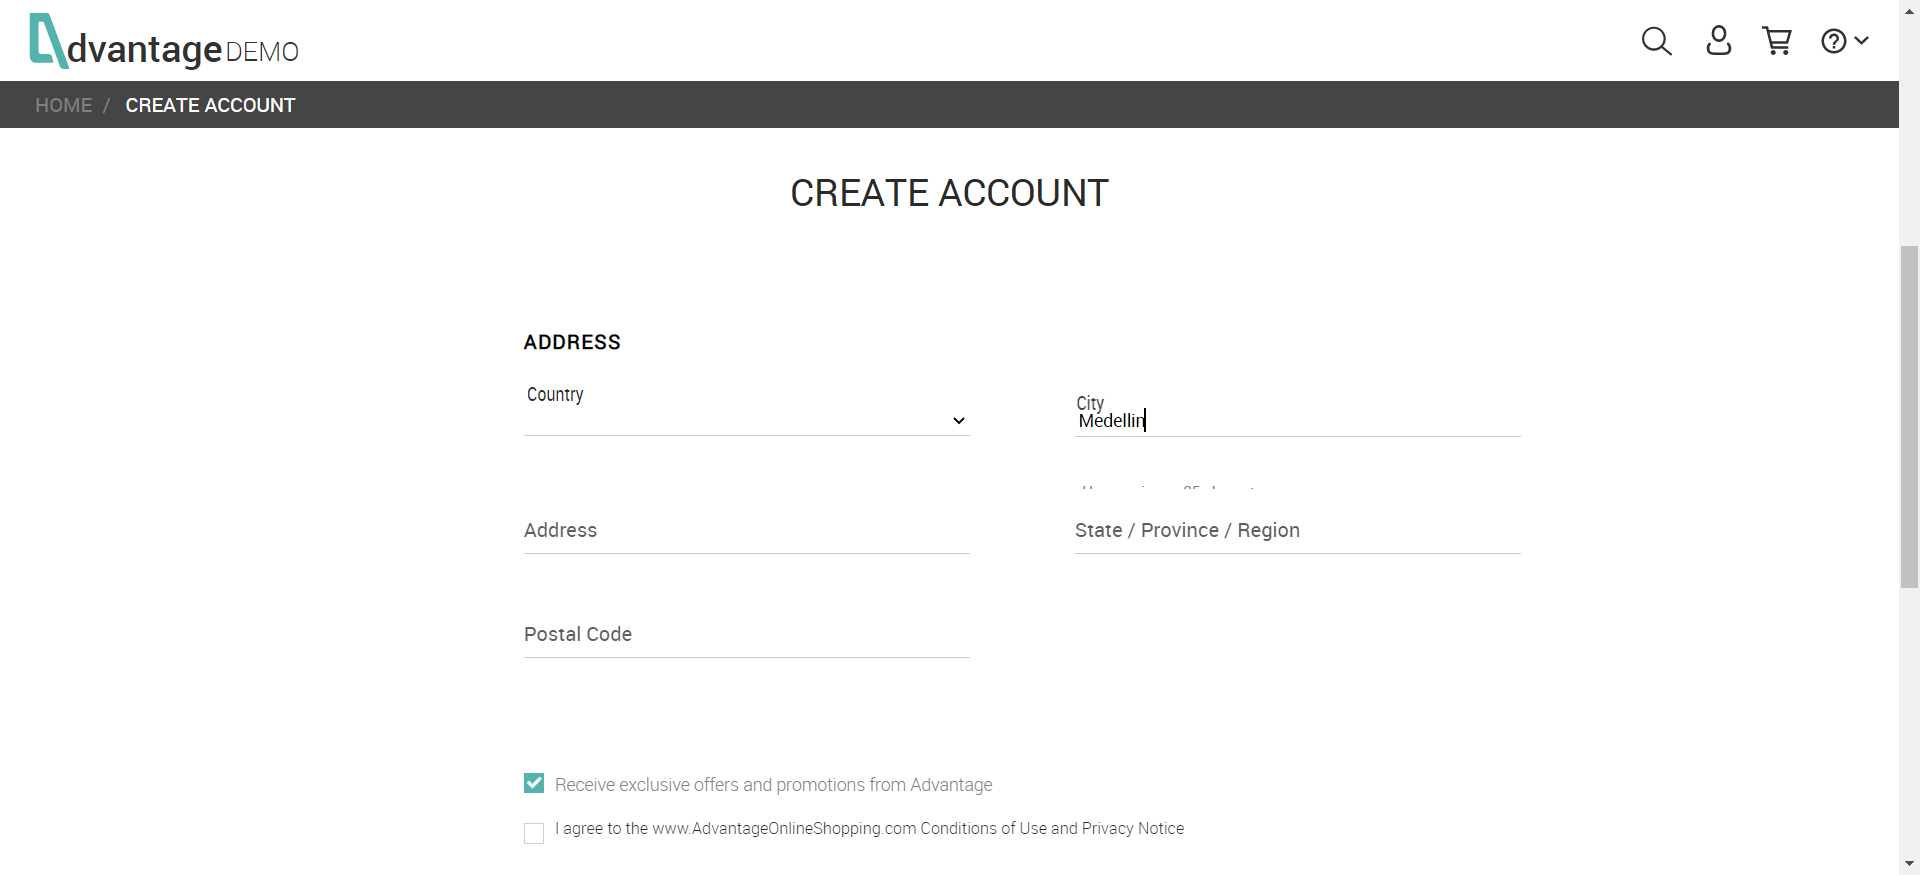 dvantage DEMO
HOME / CREATE ACCOUNT
CREATE ACCOUNT
ADDRESS
Country
City
Medellin
Address
State / Province / Region
Postal Code
Receive exclusive offers and promotions from Advantage
I agree to the www.AdvantageOnlineShopping.com Conditions of Use and Privacy Notice